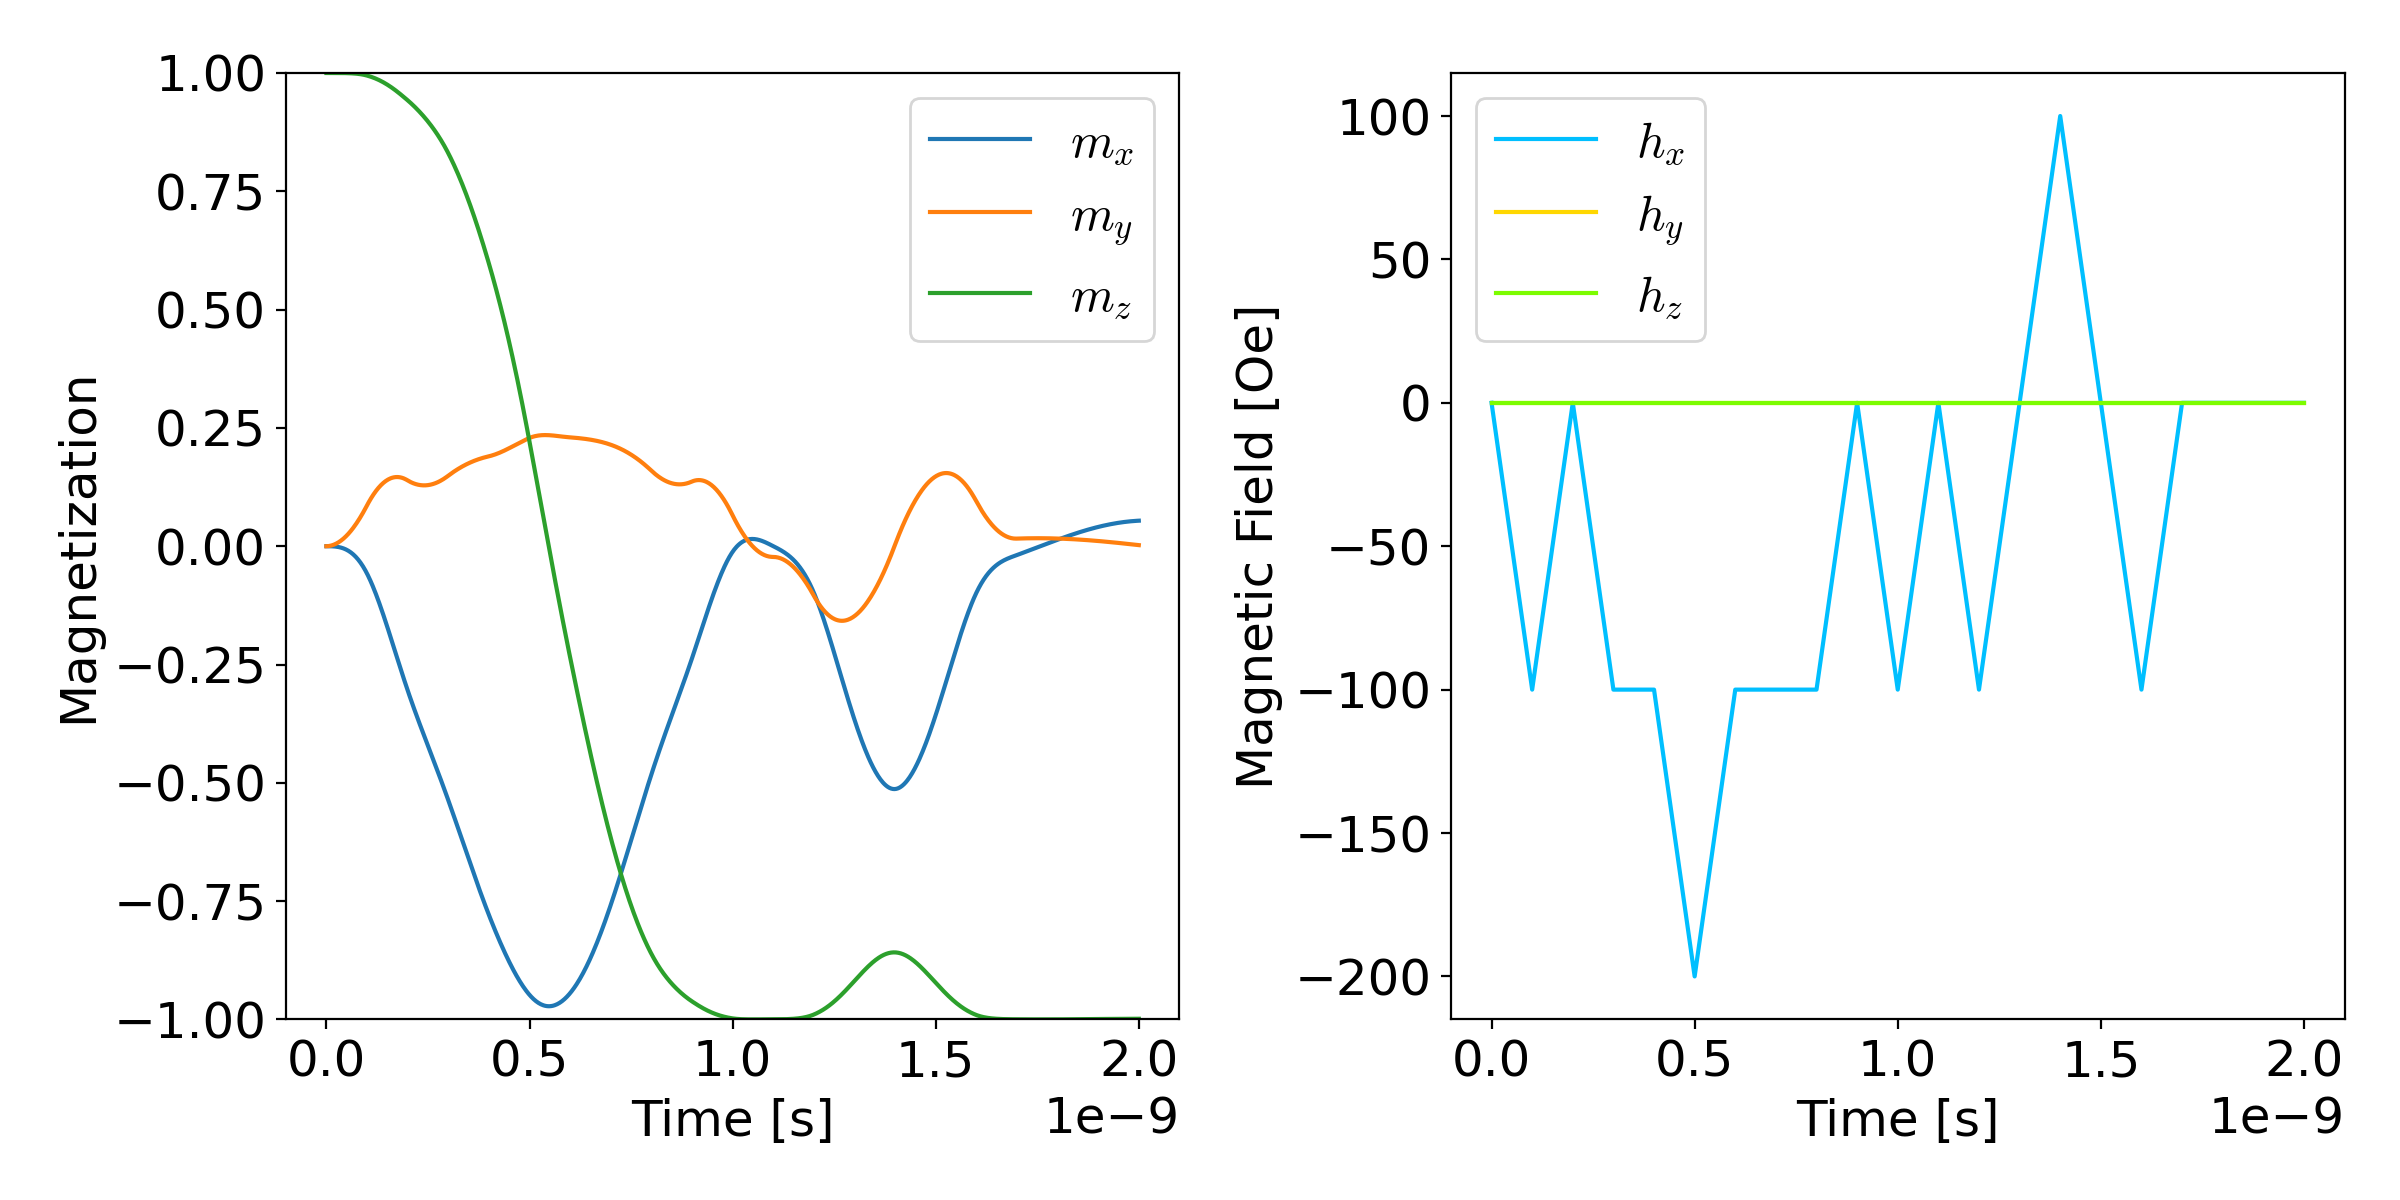 1.00
0.75
0.50
0.25
0.00
−0.25
−0.50
−0.75
−1.00
Magnetization
0.0 0.5 1.0 1.5 2.0
Time [s]
1e−9
m_x
m_y
m_z
100
50
0
−50
−100
−150
−200
Magnetic Field [Oe]
0.0 0.5 1.0 1.5 2.0
Time [s]
1e−9
h_x
h_y
h_z